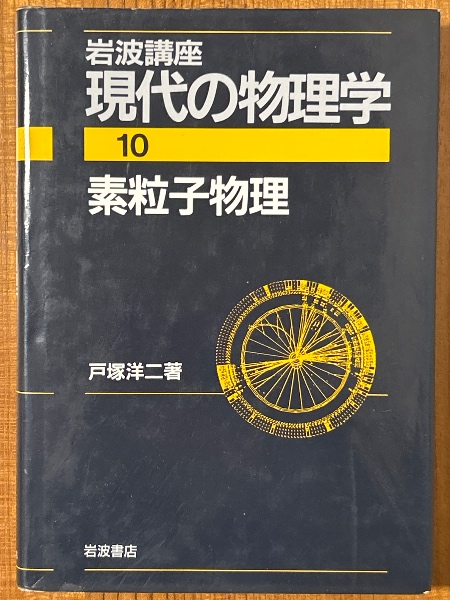 岩波講座
現代の物理学
10
素粒子物理
戸塚洋二著
岩波書店